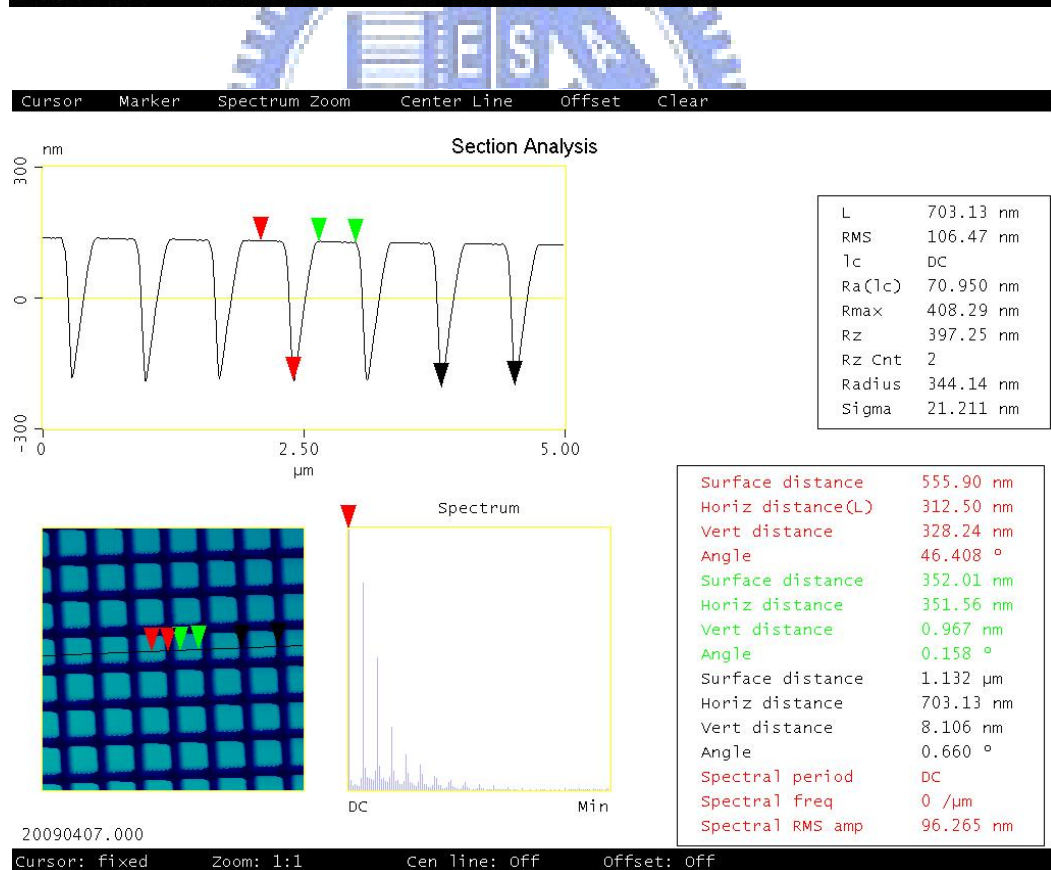 ESA
Cursor Marker Spectrum Zoom Center Line Offset Clear
Section Analysis
nm
300
0
-300
0 2.50 5.00
µm
L 703.13 nm
RMS 106.47 nm
lc DC
Ra(lc) 70.950 nm
Rmax 408.29 nm
Rz 397.25 nm
Rz Cnt 2
Radius 344.14 nm
Sigma 21.211 nm
Spectrum
DC Min
Surface distance 555.90 nm
Horiz distance(L) 312.50 nm
Vert distance 328.24 nm
Angle 46.408 °
Surface distance 352.01 nm
Horiz distance 351.56 nm
Vert distance 0.967 nm
Angle 0.158 °
Surface distance 1.132 µm
Horiz distance 703.13 nm
Vert distance 8.106 nm
Angle 0.660 °
Spectral period DC
Spectral freq 0 /µm
Spectral RMS amp 96.265 nm
20090407.000
Cursor: fixed Zoom: 1:1 Cen line: Off Offset: Off